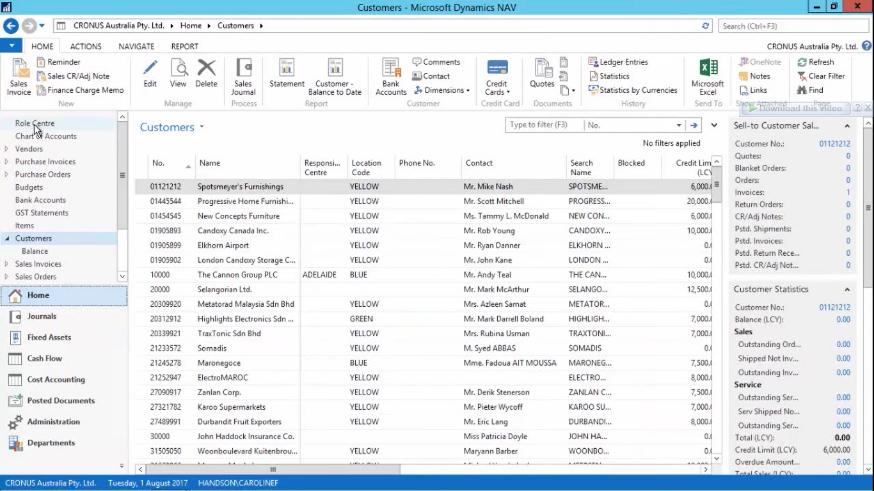 Customers - Microsoft Dynamics NAV
CRONUS Australia Pty. Ltd. Home Customers
Search (Ctrl+F3)
HOME ACTIONS NAVIGATE REPORT
CRONUS Australia Pty. Ltd.
Sales Invoice
Reminder
Sales CR/Adj Note
Finance Charge Memo
New
Edit
View
Delete
Manage
Sales Journal
Process
Statement
Customer - Balance to Date
Report
Bank Accounts
Comments
Contact
Dimensions
Customer
Credit Cards
Credit Card
Quotes
Documents
Ledger Entries
Statistics
Statistics by Currencies
History
Microsoft Excel
OneNote
Notes
Links
Show Attached
Refresh
Clear Filter
Find
Page
Download this Video
Role Centre
Chart of Accounts
Vendors
Purchase Invoices
Purchase Orders
Budgets
Bank Accounts
GST Statements
Items
Customers
Balance
Sales Invoices
Sales Orders
Home
Journals
Fixed Assets
Cash Flow
Cost Accounting
Posted Documents
Administration
Departments
Customers
Type to filter (F3) No.
No filters applied
No. Name Responsi... Centre Location Code Phone No. Contact Search Name Blocked Credit Limit (LCY)
01121212 Spotsmeyer's Furnishings YELLOW Mr. Mike Nash SPOTSME... 6,000.
01445544 Progressive Home Furnishi... YELLOW Mr. Scott Mitchell PROGRES... 20,000.
01454545 New Concepts Furniture YELLOW Ms. Tammy L. McDonald NEW CON... 6,000.
01905893 Candoxy Canada Inc. YELLOW Mr. Rob Young CANDOXY... 12,000.
01905899 Elkhorn Airport YELLOW Mr. Ryan Danner ELKHOR... 0.
01905902 London Candoxy Storage C... YELLOW Mr. John Kane CANDOXY... 0.
10000 The Cannon Group PLC ADELAIDE BLUE Mr. Andy Teal THE CAN... 7,000.
20000 Selangorian Ltd. Mr. Mark McArthur SELANGO... 12,500.
20309920 Metatorad Malaysia Sdn Bhd YELLOW Mrs. Azleen Samat METATOR... 0.
20312912 Highlights Electronics Sdn ... GREEN Mr. Mark Darrell Boland HIGHLIGH... 7,000.
20339921 TraxTonic Sdn Bhd YELLOW Mrs. Rubina Usman TRAXTON... 7,000.
21233572 Somadis YELLOW M. Syed ABBAS SOMADIS 0.
21245278 Maronegoce BLUE Mme. Fadoua AIT MOUSSA MARONEG... 7,000.
21252947 ElectroMAROC YELLOW ELECTRO... 8,000.
27090917 Zanlan Corp. YELLOW Mr. Derik Stenerson ZANLAN C... 0.
27321782 Karoo Supermarkets YELLOW Mr. Pieter Wycoff KAROO S... 0.
27489991 Durbandit Fruit Exporters YELLOW Mr. Eric Lang DURBANDI... 0.
30000 John Haddock Insurance Co. Miss Patricia Doyle JOHN HA... 0.
31505050 Woonboulevard Kuitenbrou... YELLOW Maryann Barber WOONBO... 0.
Sell-to Customer Sal...
Customer No.: 01121212
Quotes: 0
Blanket Orders: 0
Orders: 0
Invoices: 1
Return Orders: 0
CR/Adj Notes: 0
Pstd. Shipments: 0
Pstd. Invoices: 0
Pstd. Return Rece... 0
Pstd. CR/Adj Not... 0
Customer Statistics
Customer No.: 01121212
Balance (LCY): 0.00
Sales
Outstanding Ord... 0.00
Shipped Not Inv... 0.00
Outstanding Inv... 0.00
Service
Outstanding Ser... 0.00
Serv Shipped No... 0.00
Outstanding Ser... 0.00
Total (LCY): 0.00
Credit Limit (LCY): 6,000.00
Overdue Amount... 0.00
CRONUS Australia Pty. Ltd. Tuesday, 1 August 2017 HANDSON\CAROLINEF